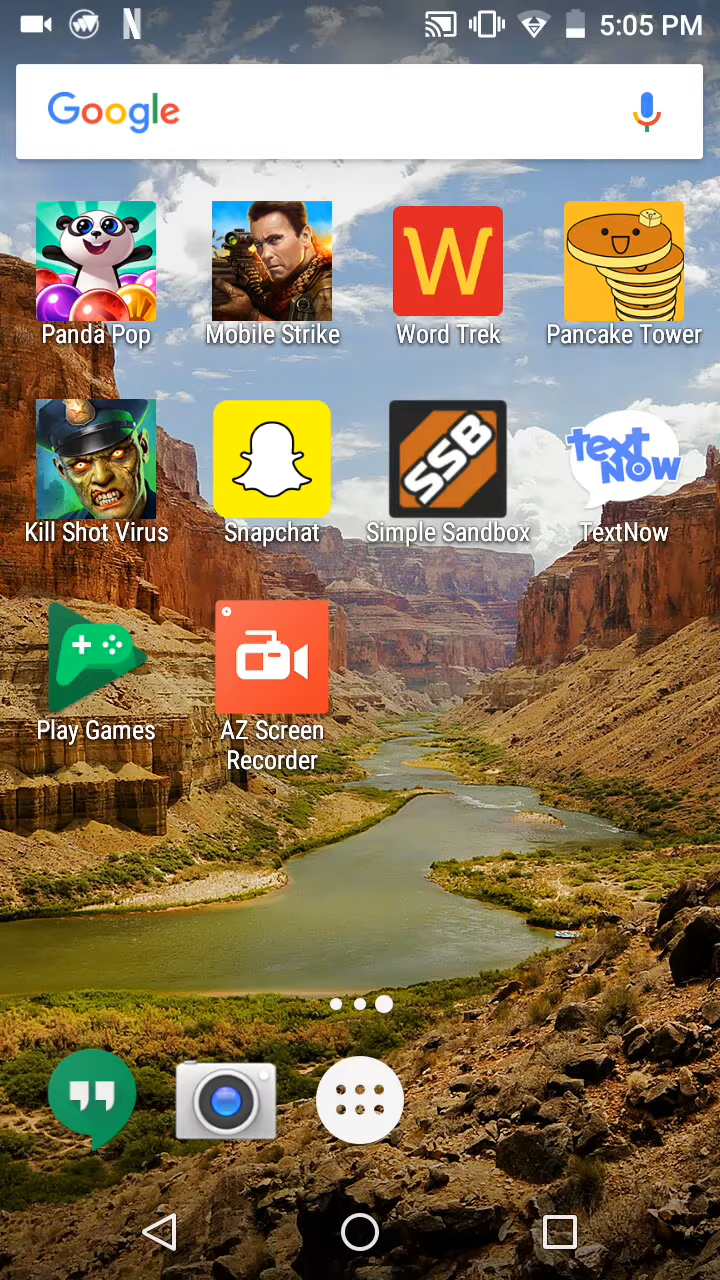 N 5:05 PM
Google
W
Panda Pop Mobile Strike Word Trek Pancake Tower
SSB
text
NOW
Kill Shot Virus Snapchat Simple Sandbox TextNow
Play Games AZ Screen
Recorder